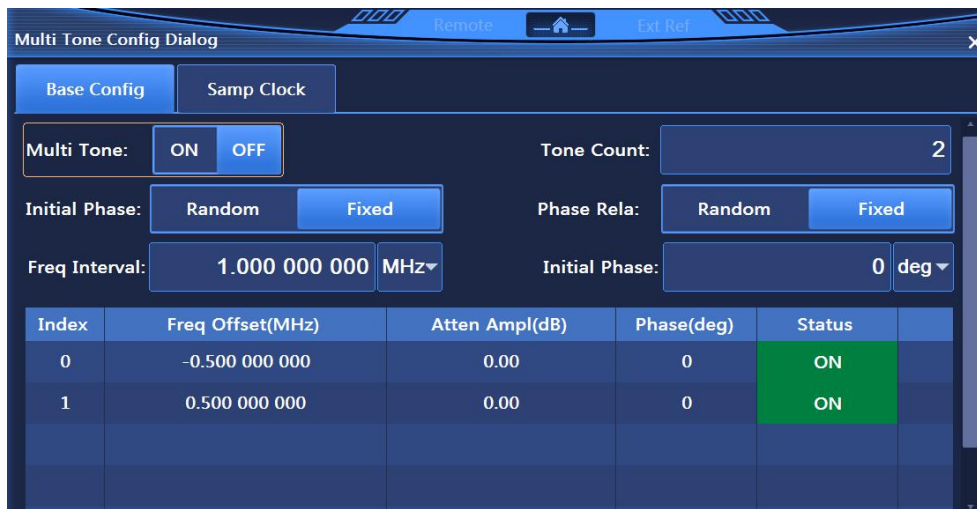 Remote Ext Ref
Multi Tone Config Dialog
Base Config Samp Clock
Multi Tone: ON OFF Tone Count: 2
Initial Phase: Random Fixed Phase Rela: Random Fixed
Freq Interval: 1.000 000 000 MHz Initial Phase: 0 deg
Index Freq Offset(MHz) Atten Ampl(dB) Phase(deg) Status
0 -0.500 000 000 0.00 0 ON
1 0.500 000 000 0.00 0 ON